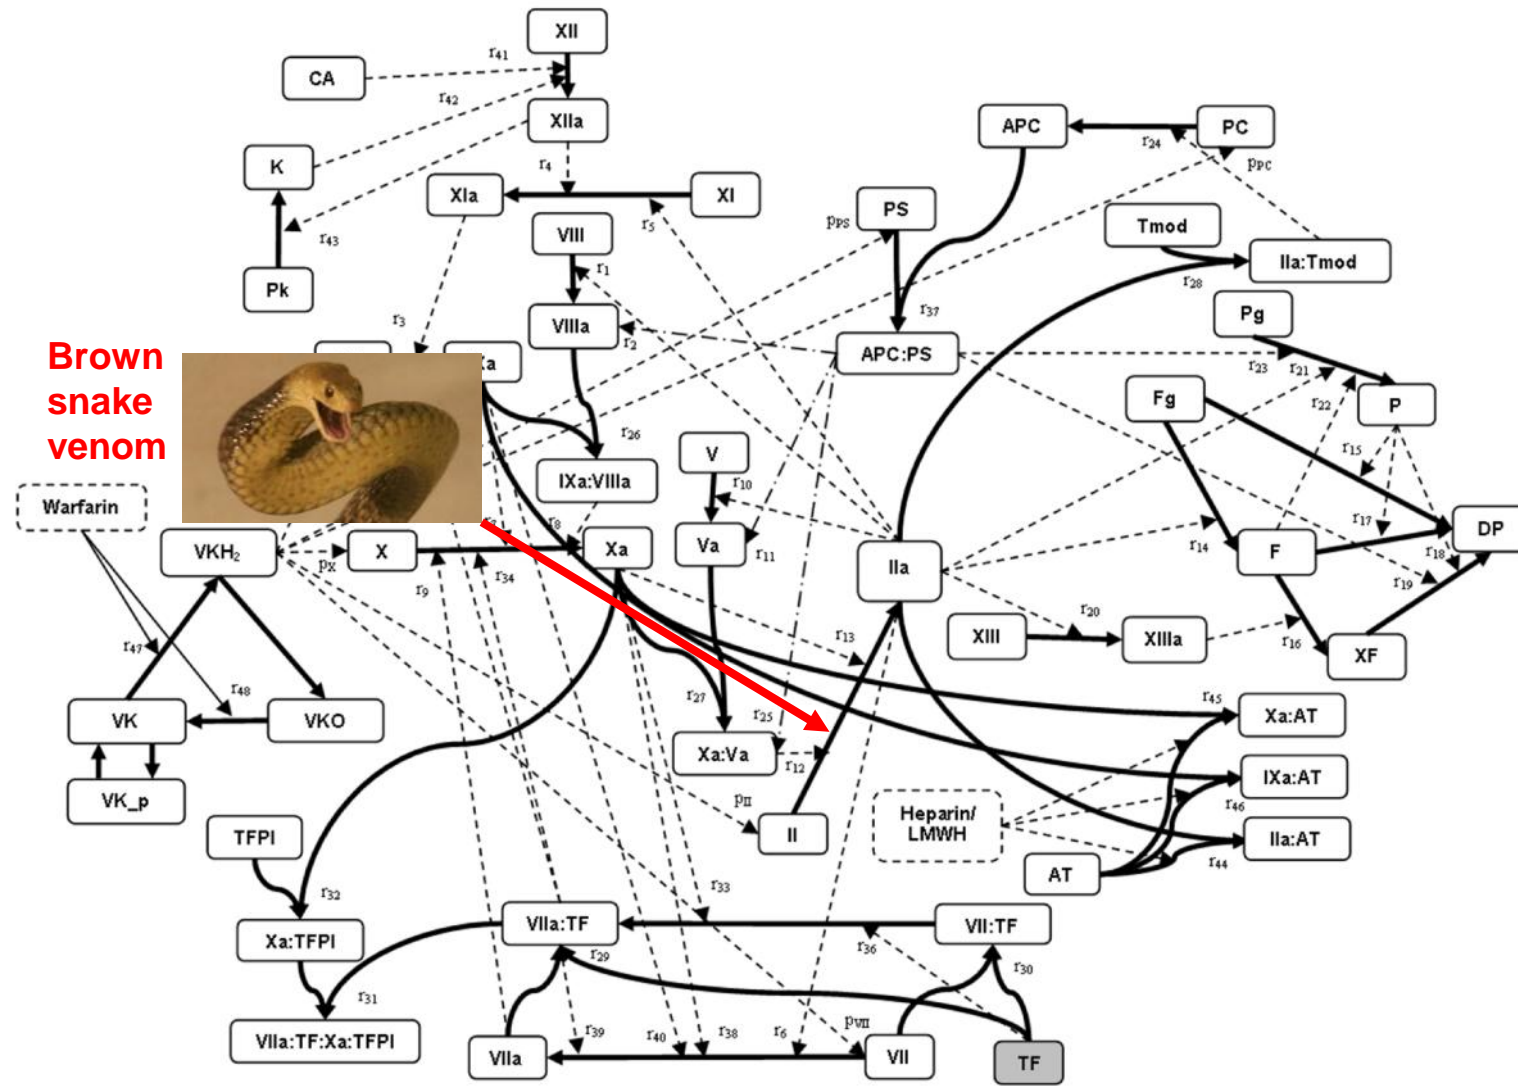 XII
r41
CA
r42
XIIa
APC
PC
r24
pPC
K
r4
XIa
XI
r43
r5
pPS
PS
Tmod
VIII
IIa:Tmod
Pk
r1
r28
r3
VIIIa
r2
r37
Pg
Brown
snake
venom
APC:PS
r23
r21
P
Fg
r22
r26
V
IXa:VIIIa
r10
r15
Warfarin
r17
DP
VKH2
pX
X
r7
r8
Xa
Va
r11
IIa
r14
F
r18
r9
r34
r19
r20
XIII
XIIIa
r16
XF
r13
r47
r48
VK
VKO
r27
r25
r45
Xa:AT
Xa:Va
r12
IXa:AT
VK_p
pII
II
Heparin/
LMWH
r46
TFPI
r44
IIa:AT
AT
r32
r33
VIIa:TF
VII:TF
Xa:TFPI
r36
r29
r30
r31
VIIa:TF:Xa:TFPI
r39
r40
r38
r6
pVII
VIIa
VII
TF